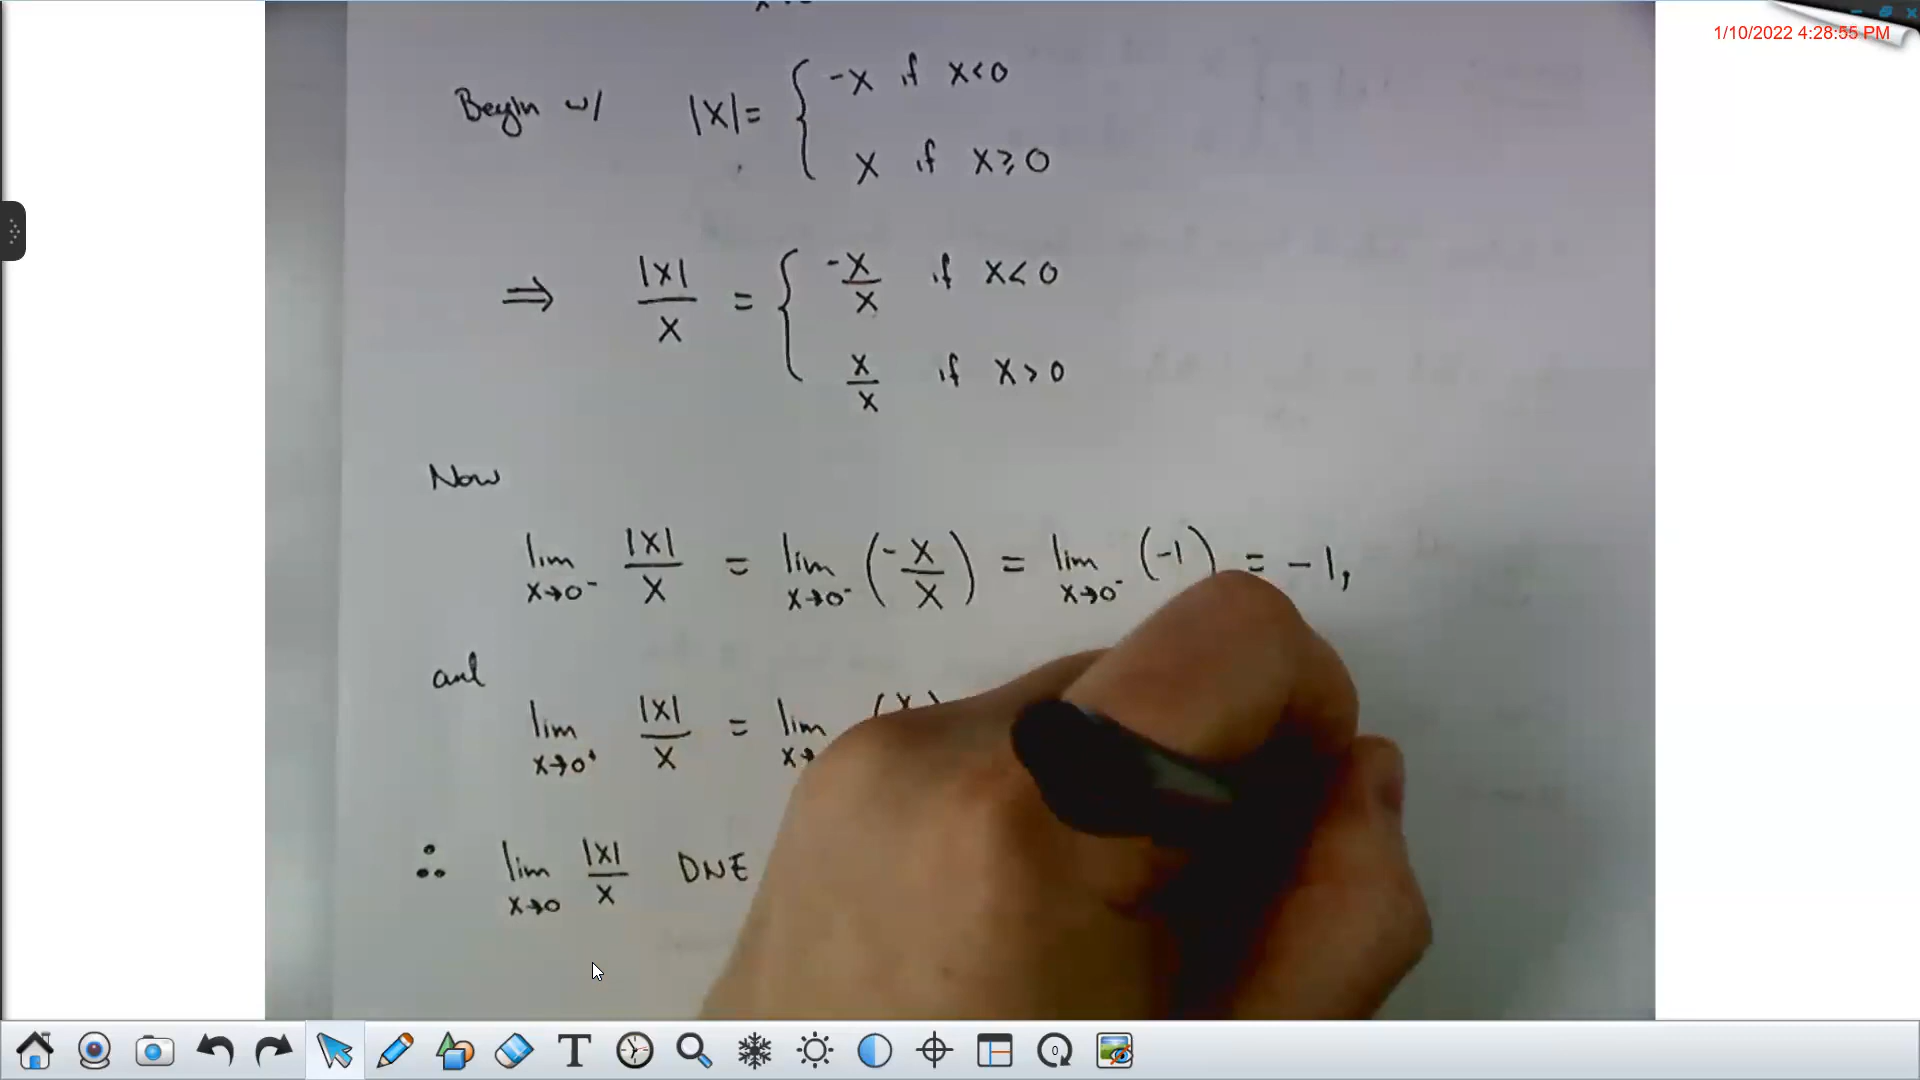 1/10/2022 4:28:55 PM
Begin w/ |x| = { -x if x<0
x if x≥0
⇒ |x|/x = { -x/x if x<0
x/x if x>0
Now
lim x→0⁻ |x|/x = lim x→0⁻ (-x/x) = lim x→0⁻ (-1) = -1,
and
lim x→0⁺ |x|/x = lim x→ (x
∴ lim x→0 |x|/x DNE
T
0